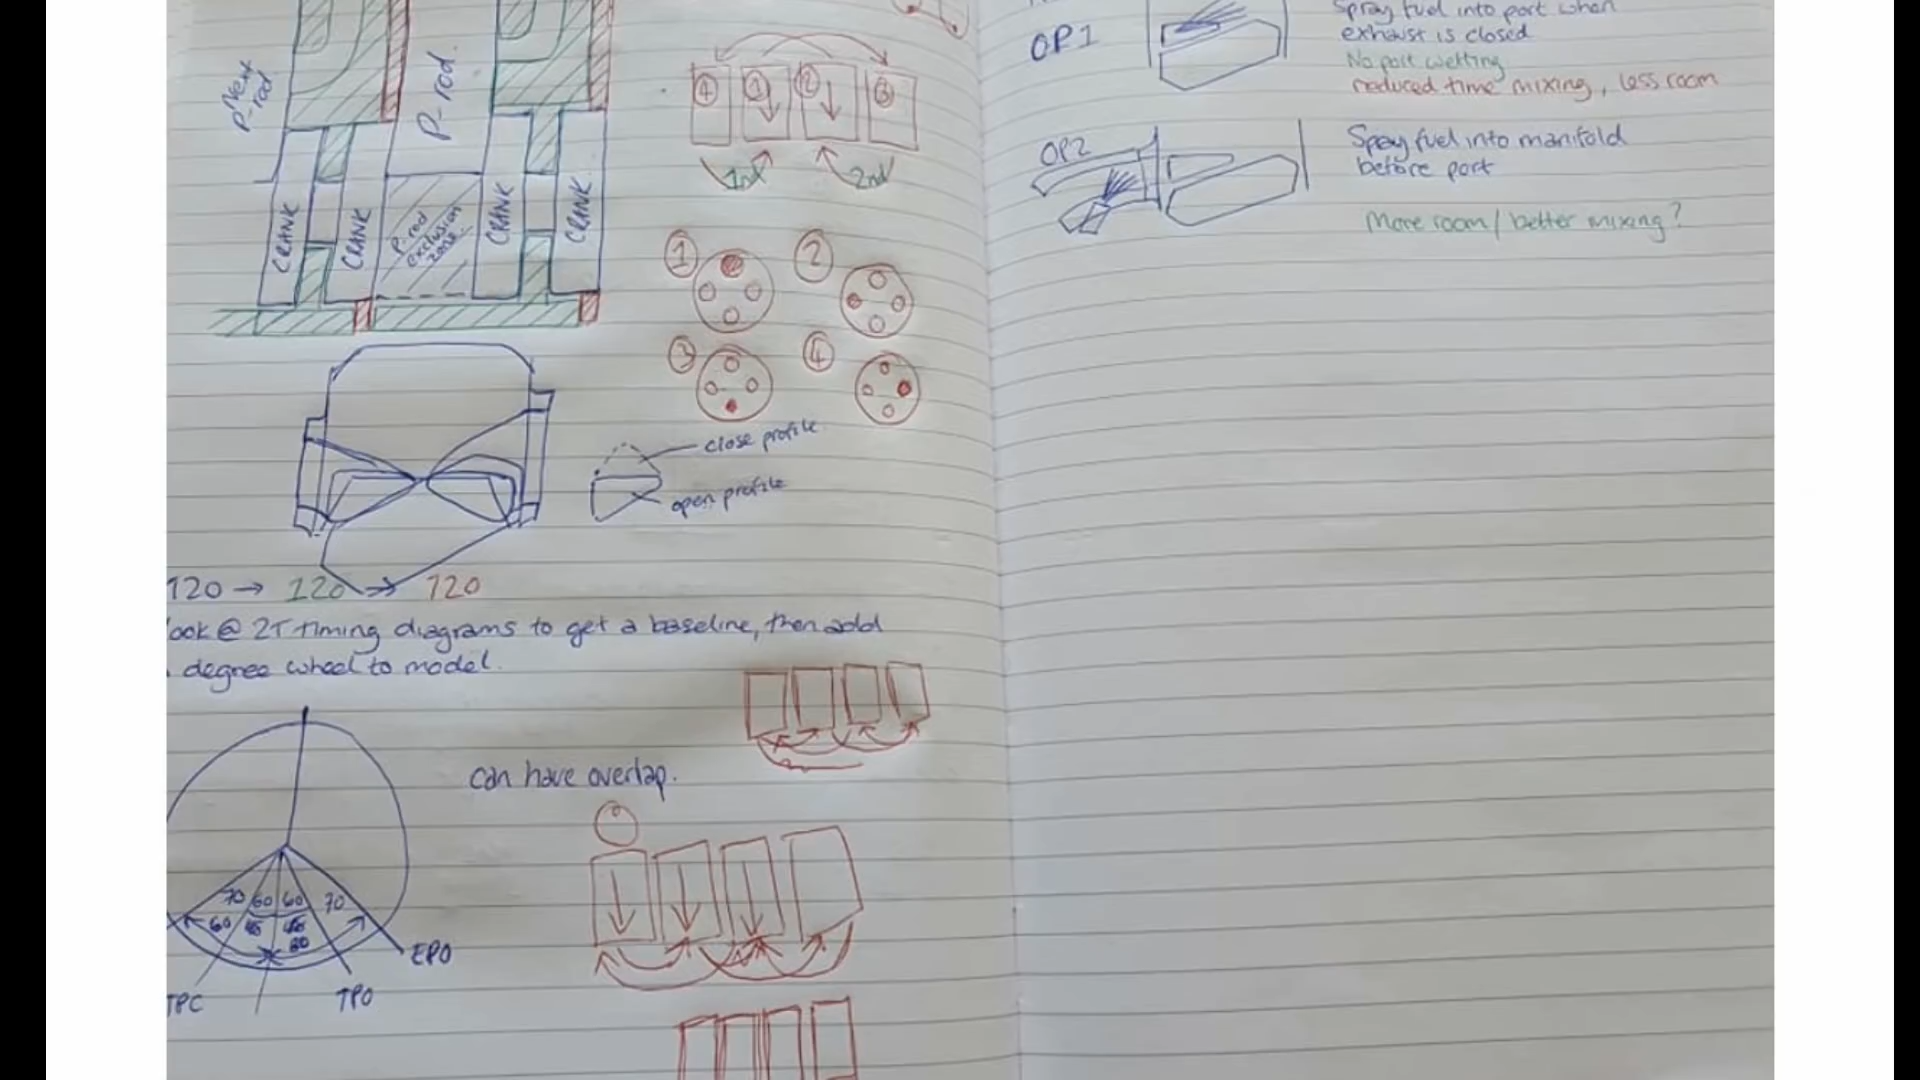 Next
P-rod
P-rod.
CRANK
CRANK
P-rod
exclusion
zone.
CRANK
CRANK
4
1
2
3
1st
2nd
1
2
3
4
close profile
open profile
120 → 120 → 120
look @ 2T timing diagrams to get a baseline, then add
degree wheel to model.
can have overlap.
70 60 60 70
60 45 45
60
EPO
TPC
TPO
OP1
Spray fuel into port when
exhaust is closed
No port wetting
reduced time mixing, less room
OP2
Spray fuel into manifold
before port
More room / better mixing?